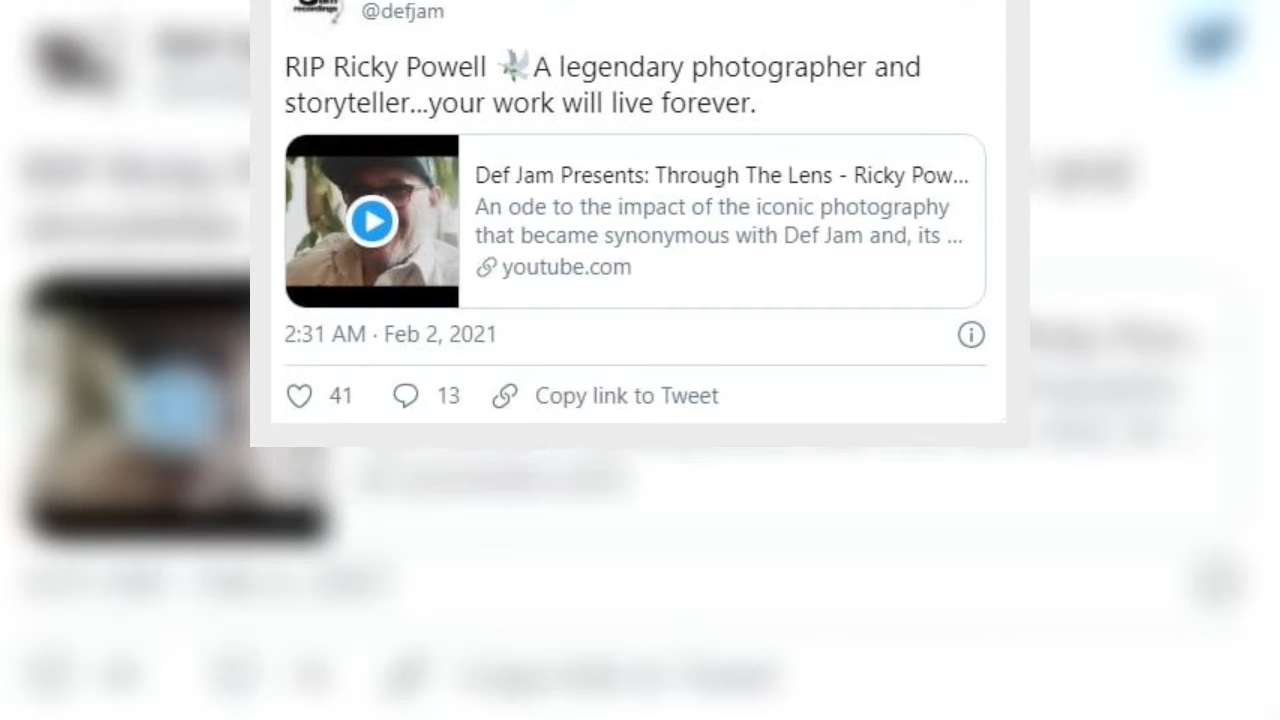 @defjam
RIP Ricky Powell 🕊️A legendary photographer and
storyteller...your work will live forever.
Def Jam Presents: Through The Lens - Ricky Pow...
An ode to the impact of the iconic photography
that became synonymous with Def Jam and, its ...
youtube.com
2:31 AM · Feb 2, 2021
41 13 Copy link to Tweet